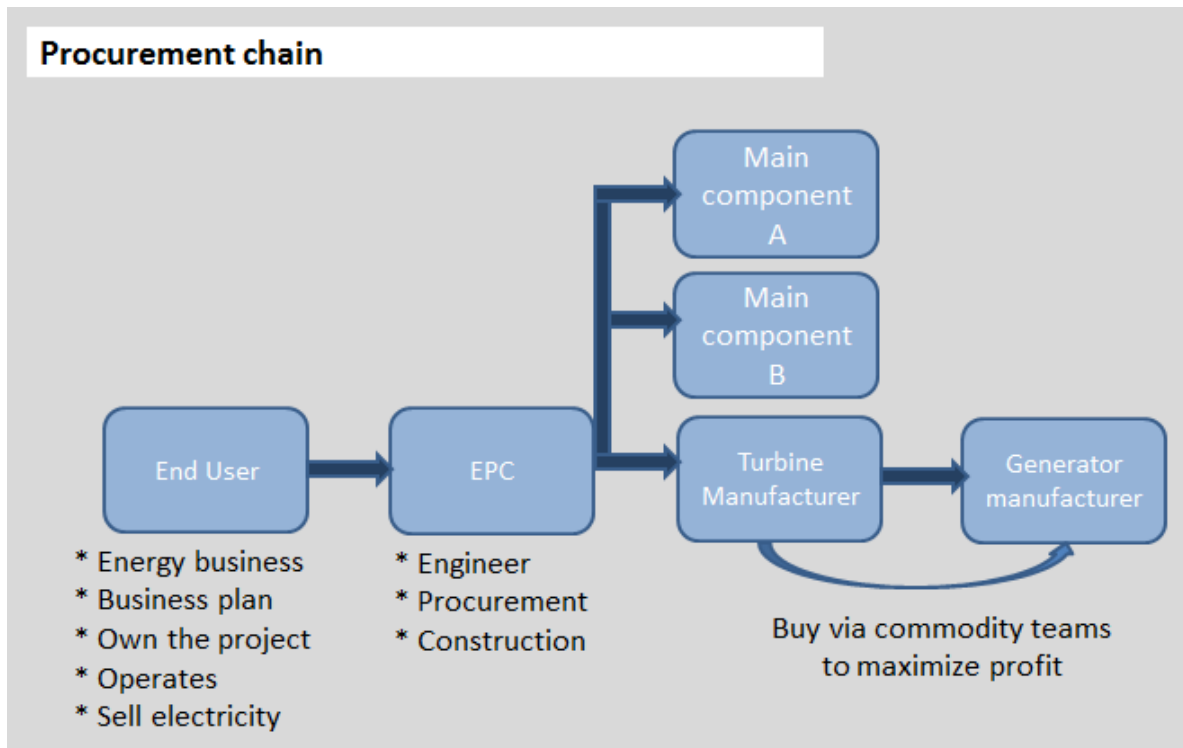 Procurement chain
Main
component
A
Main
component
B
End User
EPC
Turbine
Manufacturer
Generator
manufacturer
* Energy business
* Business plan
* Own the project
* Operates
* Sell electricity
* Engineer
* Procurement
* Construction
Buy via commodity teams
to maximize profit